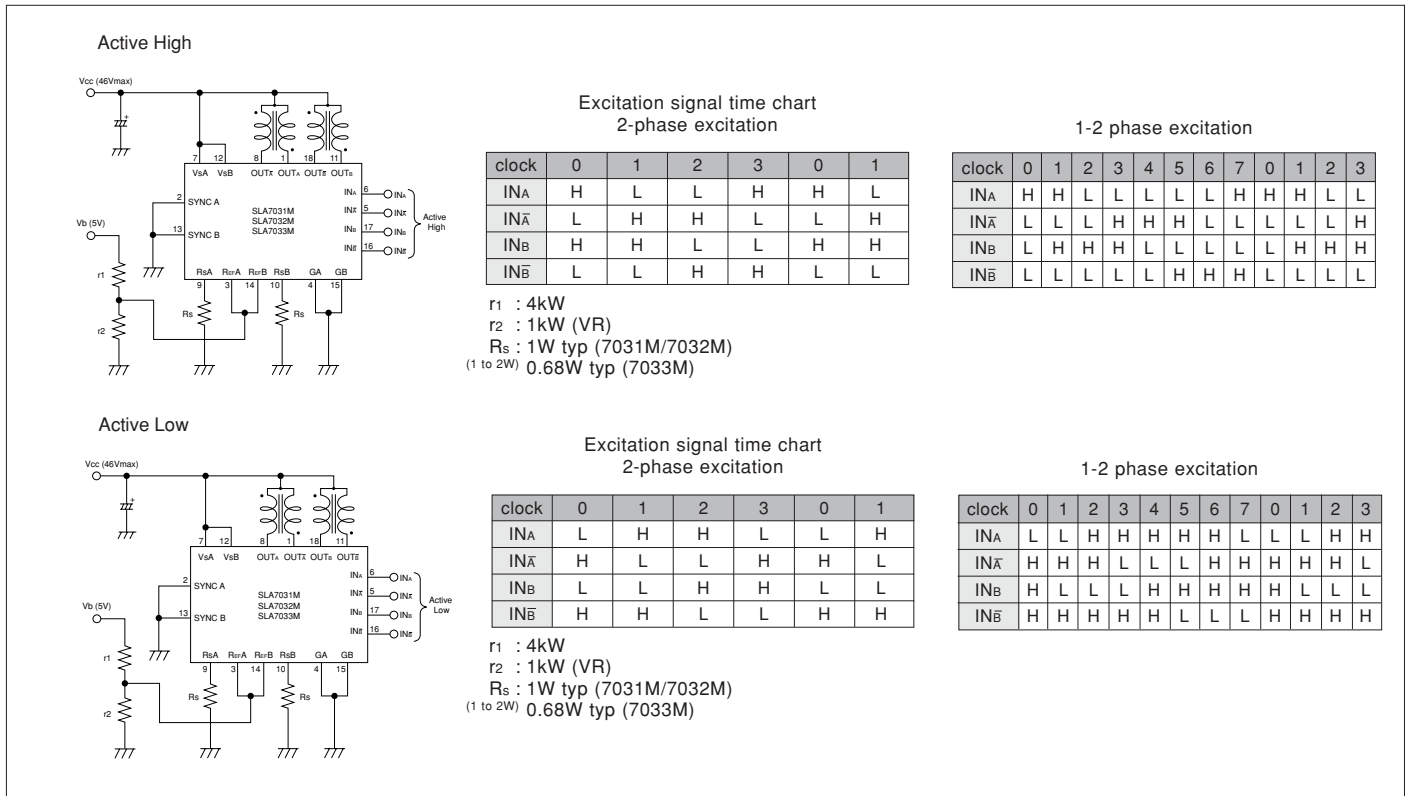 Active High
Vcc (46Vmax)
7 12 8 1 18 11
VsA VsB OUTA̅ OUTA OUTB̅ OUTB
2 SYNC A
13 SYNC B
SLA7031M
SLA7032M
SLA7033M
INA 6 INA
INA̅ 5 INA̅
INB 17 INB
INB̅ 16 INB̅
Active
High
Vb (5V)
r1
r2
RsA REFA REFB RsB GA GB
9 3 14 10 4 15
Rs Rs
Excitation signal time chart
2-phase excitation
clock 0 1 2 3 0 1
INA H L L H H L
INA̅ L H H L L H
INB H H L L H H
INB̅ L L H H L L
r1 : 4kW
r2 : 1kW (VR)
Rs : 1W typ (7031M/7032M)
(1 to 2W) 0.68W typ (7033M)
1-2 phase excitation
clock 0 1 2 3 4 5 6 7 0 1 2 3
INA H H L L L L L H H H L L
INA̅ L L L H H H L L L L L H
INB L H H H L L L L L H H H
INB̅ L L L L L H H H L L L L
Active Low
Vcc (46Vmax)
7 12 8 1 18 11
VsA VsB OUTA OUTA̅ OUTB OUTB̅
2 SYNC A
13 SYNC B
SLA7031M
SLA7032M
SLA7033M
INA 6 INA
INA̅ 5 INA̅
INB 17 INB
INB̅ 16 INB̅
Active
Low
Vb (5V)
r1
r2
RsA REFA REFB RsB GA GB
9 3 14 10 4 15
Rs Rs
Excitation signal time chart
2-phase excitation
clock 0 1 2 3 0 1
INA L H H L L H
INA̅ H L L H H L
INB L L H H L L
INB̅ H H L L H H
r1 : 4kW
r2 : 1kW (VR)
Rs : 1W typ (7031M/7032M)
(1 to 2W) 0.68W typ (7033M)
1-2 phase excitation
clock 0 1 2 3 4 5 6 7 0 1 2 3
INA L L H H H H H L L L H H
INA̅ H H H L L L H H H H H L
INB H L L L H H H H H L L L
INB̅ H H H H H L L L H H H H